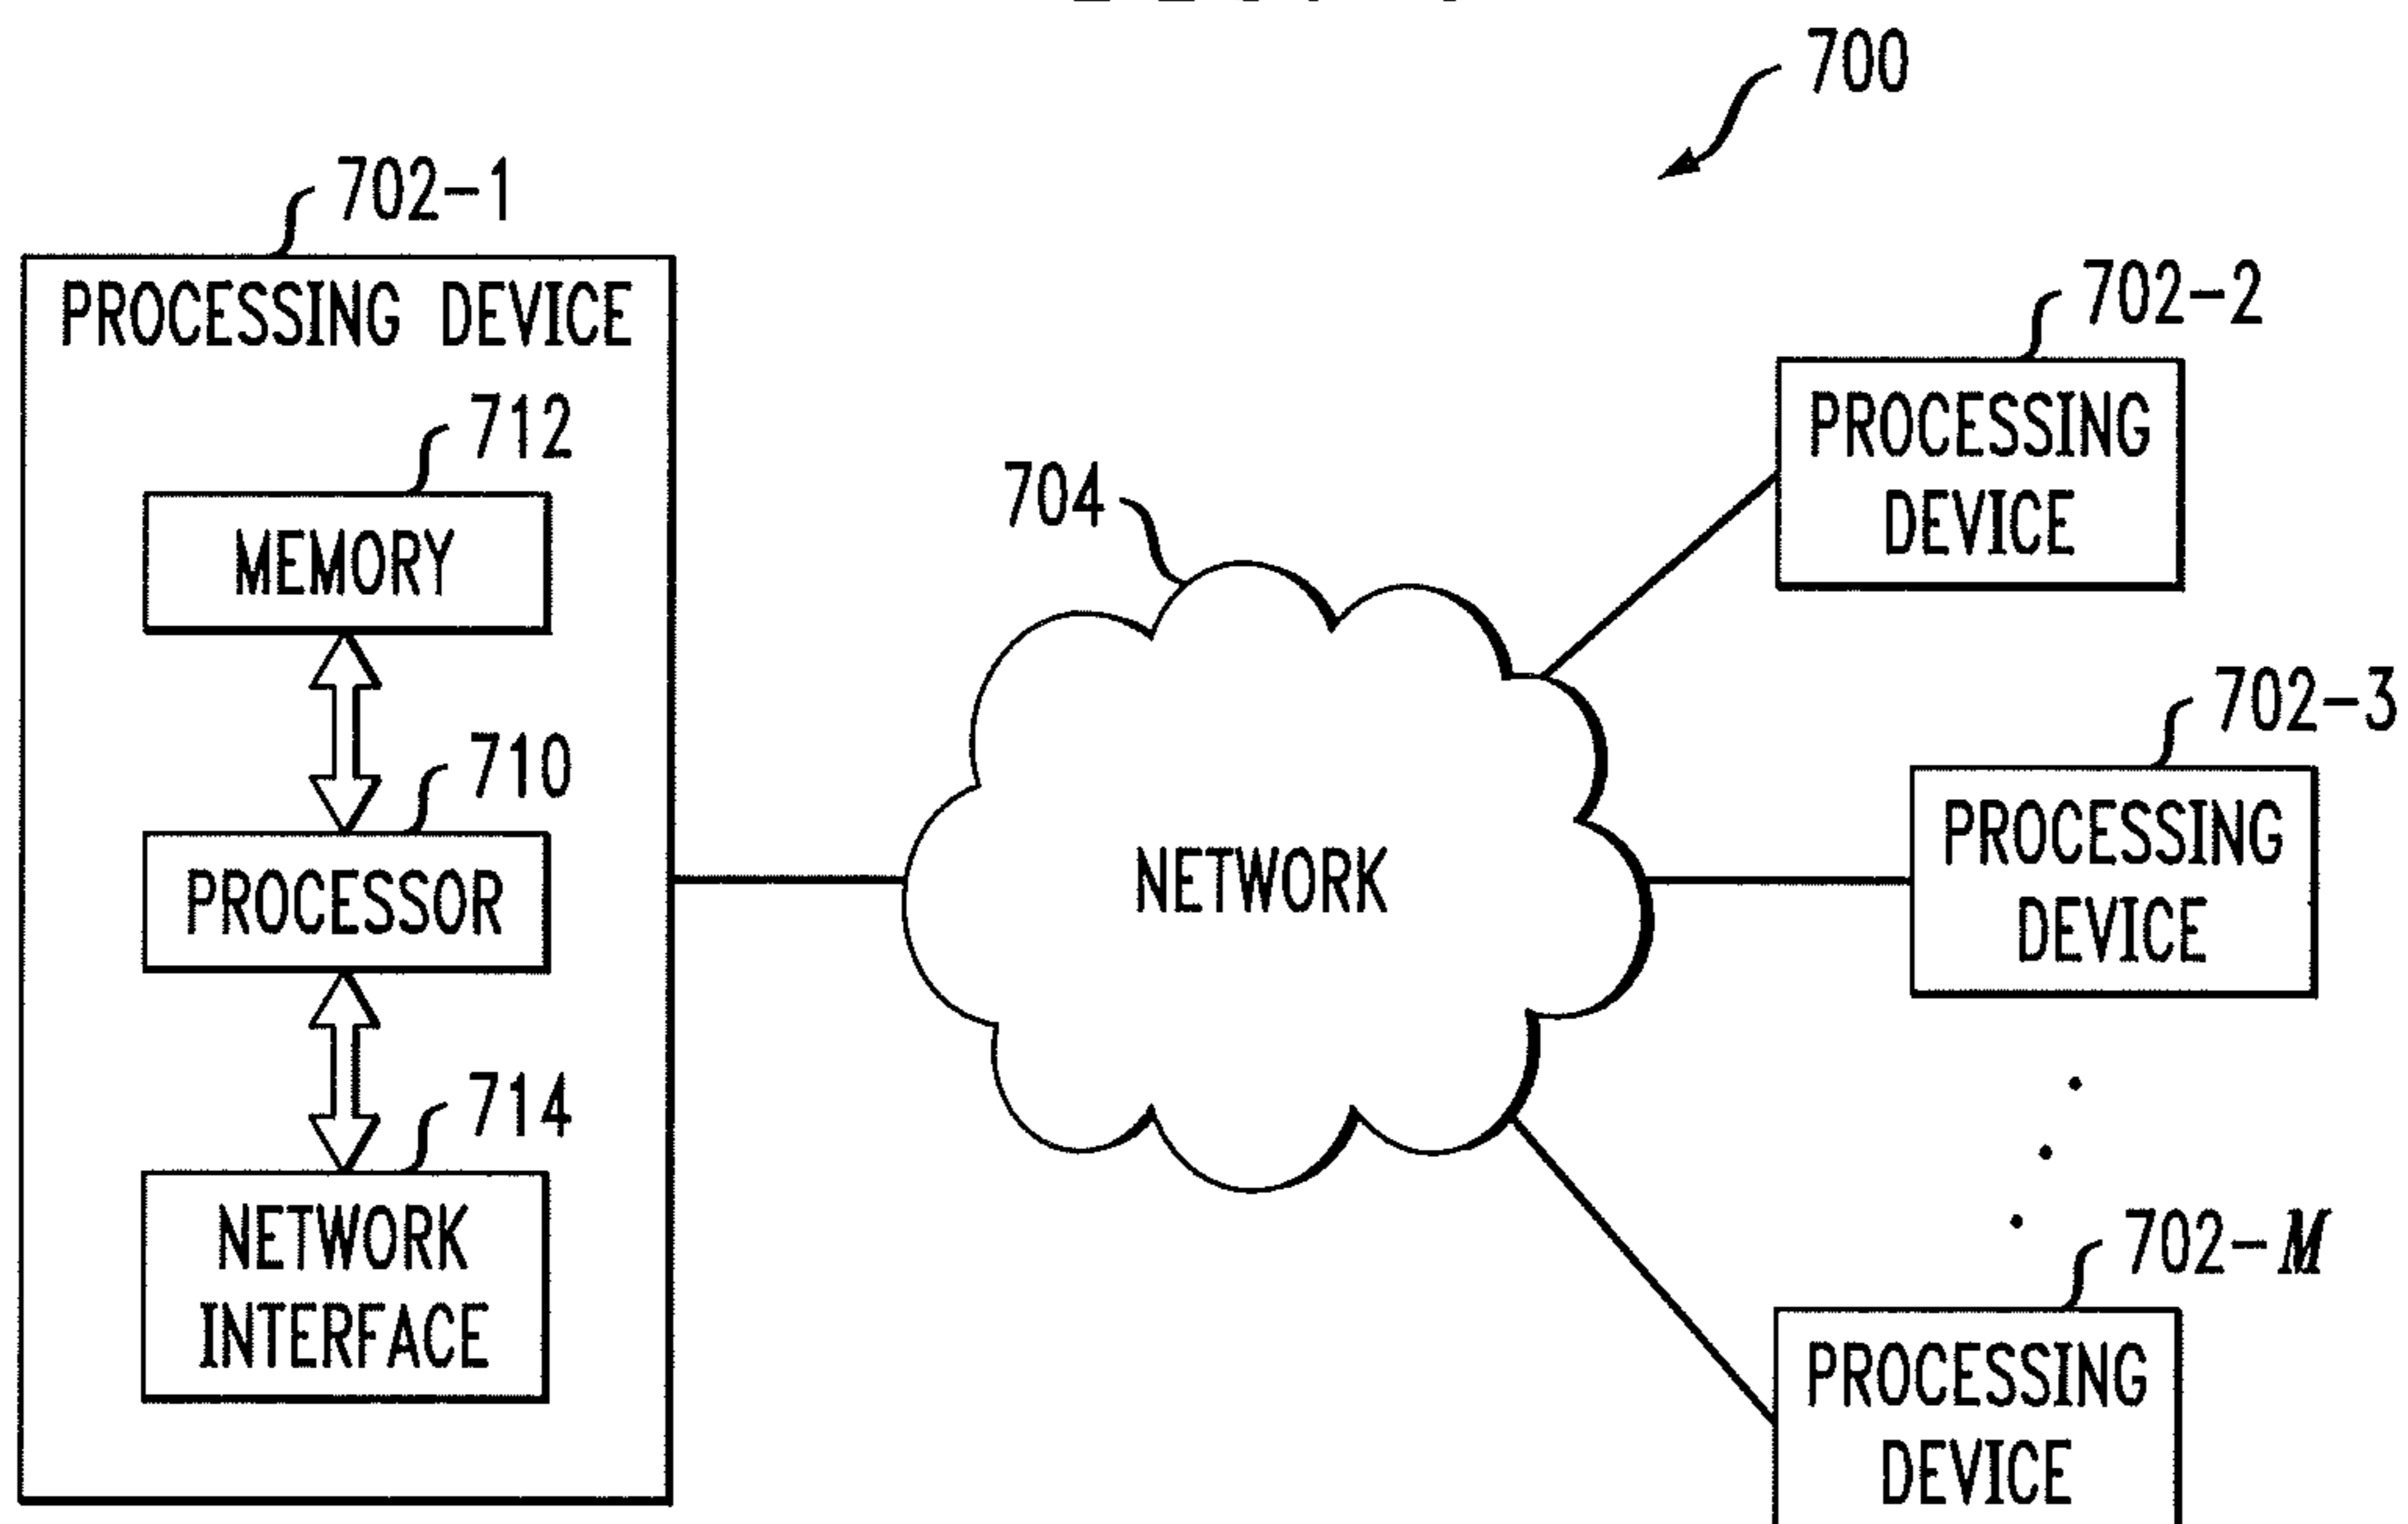 700
702-1
PROCESSING DEVICE
712
MEMORY
710
PROCESSOR
714
NETWORK
INTERFACE
704
NETWORK
702-2
PROCESSING
DEVICE
702-3
PROCESSING
DEVICE
702-M
PROCESSING
DEVICE